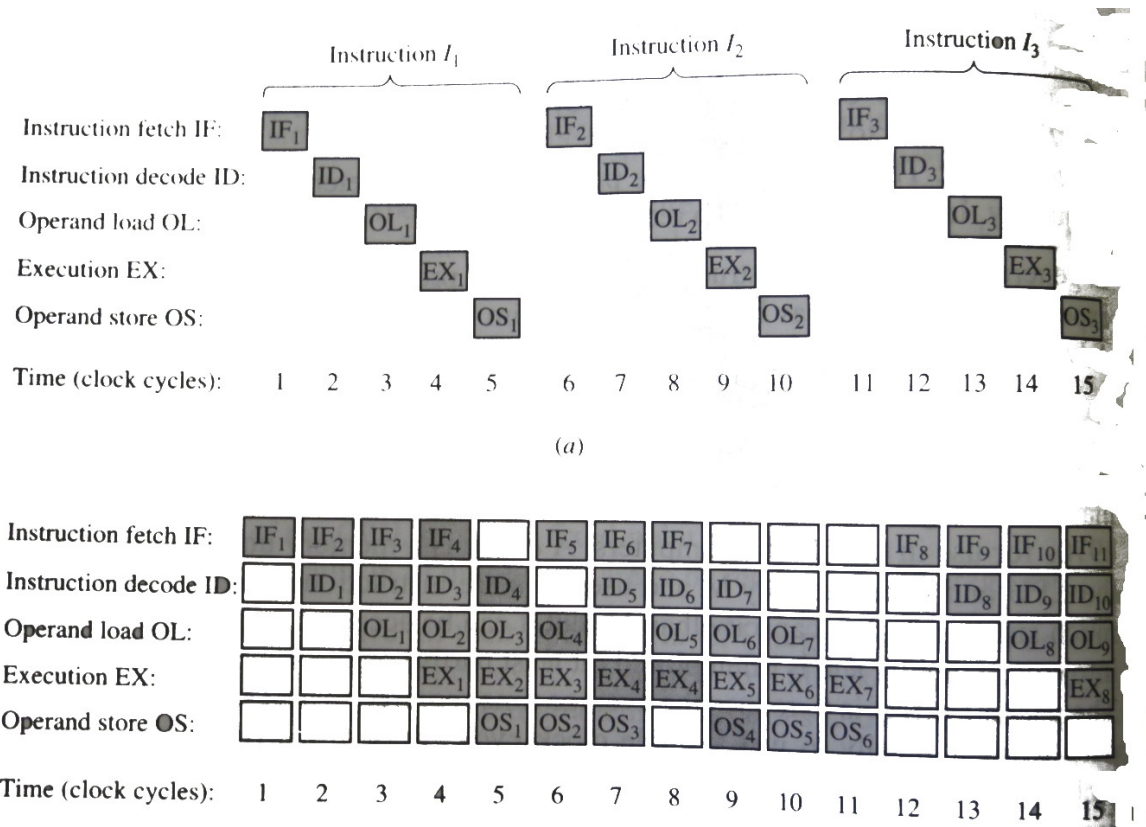 Instruction I₁ Instruction I₂ Instruction I₃
Instruction fetch IF: IF₁ IF₂ IF₃
Instruction decode ID: ID₁ ID₂ ID₃
Operand load OL: OL₁ OL₂ OL₃
Execution EX: EX₁ EX₂ EX₃
Operand store OS: OS₁ OS₂ OS₃
Time (clock cycles): 1 2 3 4 5 6 7 8 9 10 11 12 13 14 15
(a)
Instruction fetch IF: IF₁ IF₂ IF₃ IF₄ IF₅ IF₆ IF₇ IF₈ IF₉ IF₁₀ IF₁₁
Instruction decode ID: ID₁ ID₂ ID₃ ID₄ ID₅ ID₆ ID₇ ID₈ ID₉ ID₁₀
Operand load OL: OL₁ OL₂ OL₃ OL₄ OL₅ OL₆ OL₇ OL₈ OL₉
Execution EX: EX₁ EX₂ EX₃ EX₄ EX₄ EX₅ EX₆ EX₇ EX₈
Operand store OS: OS₁ OS₂ OS₃ OS₄ OS₅ OS₆
Time (clock cycles): 1 2 3 4 5 6 7 8 9 10 11 12 13 14 15